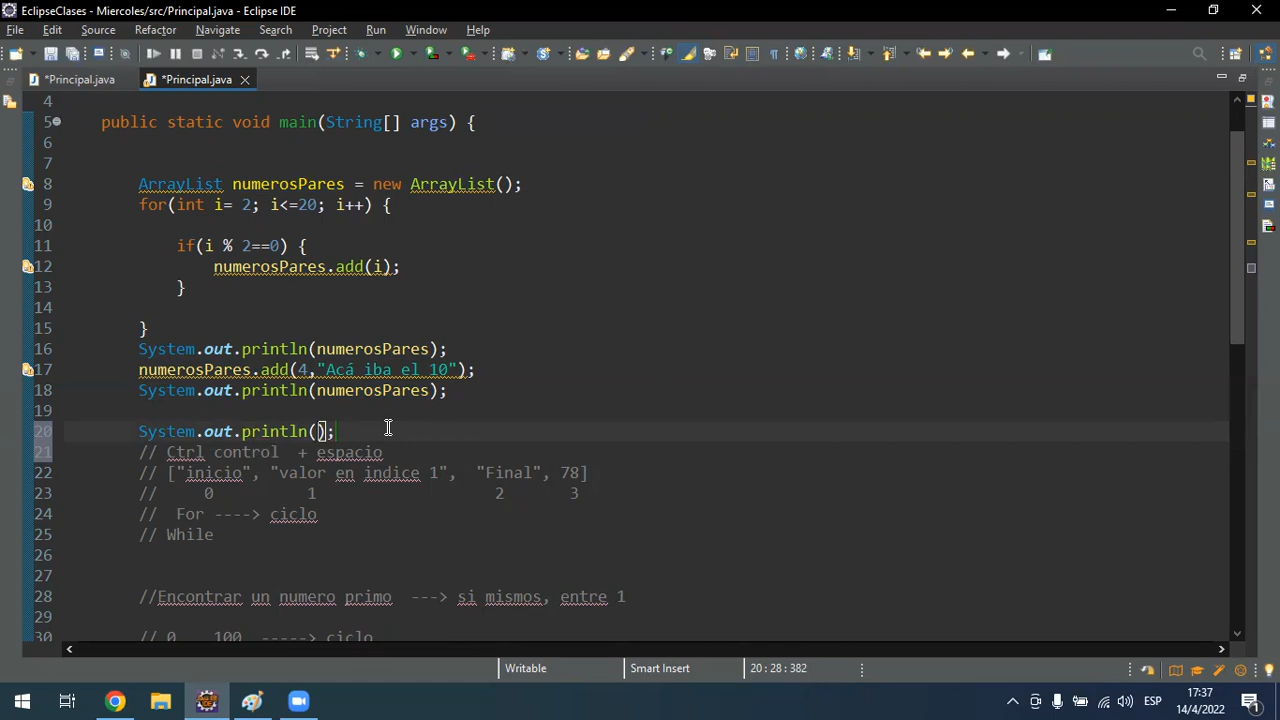 EclipseClases - Miercoles/src/Principal.java - Eclipse IDE
File Edit Source Refactor Navigate Search Project Run Window Help
*Principal.java *Principal.java
4
5 public static void main(String[] args) {
6
7
8 ArrayList numerosPares = new ArrayList();
9 for(int i= 2; i<=20; i++) {
10
11 if(i % 2==0) {
12 numerosPares.add(i);
13 }
14
15 }
16 System.out.println(numerosPares);
17 numerosPares.add(4,"Acá iba el 10");
18 System.out.println(numerosPares);
19
20 System.out.println();
21 // Ctrl control + espacio
22 // ["inicio", "valor en indice 1", "Final", 78]
23 // 0 1 2 3
24 // For ----> ciclo
25 // While
26
27
28 //Encontrar un numero primo ---> si mismos, entre 1
29
30 // 0 100 -----> ciclo
Writable Smart Insert 20 : 28 : 382
ESP 17:37
14/4/2022